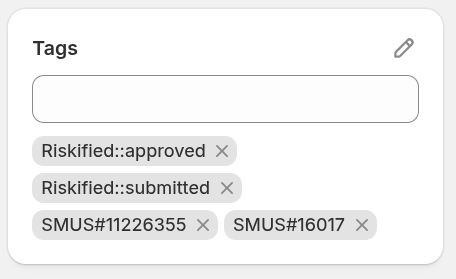 Tags
Riskified::approved
Riskified::submitted
SMUS#11226355 SMUS#16017